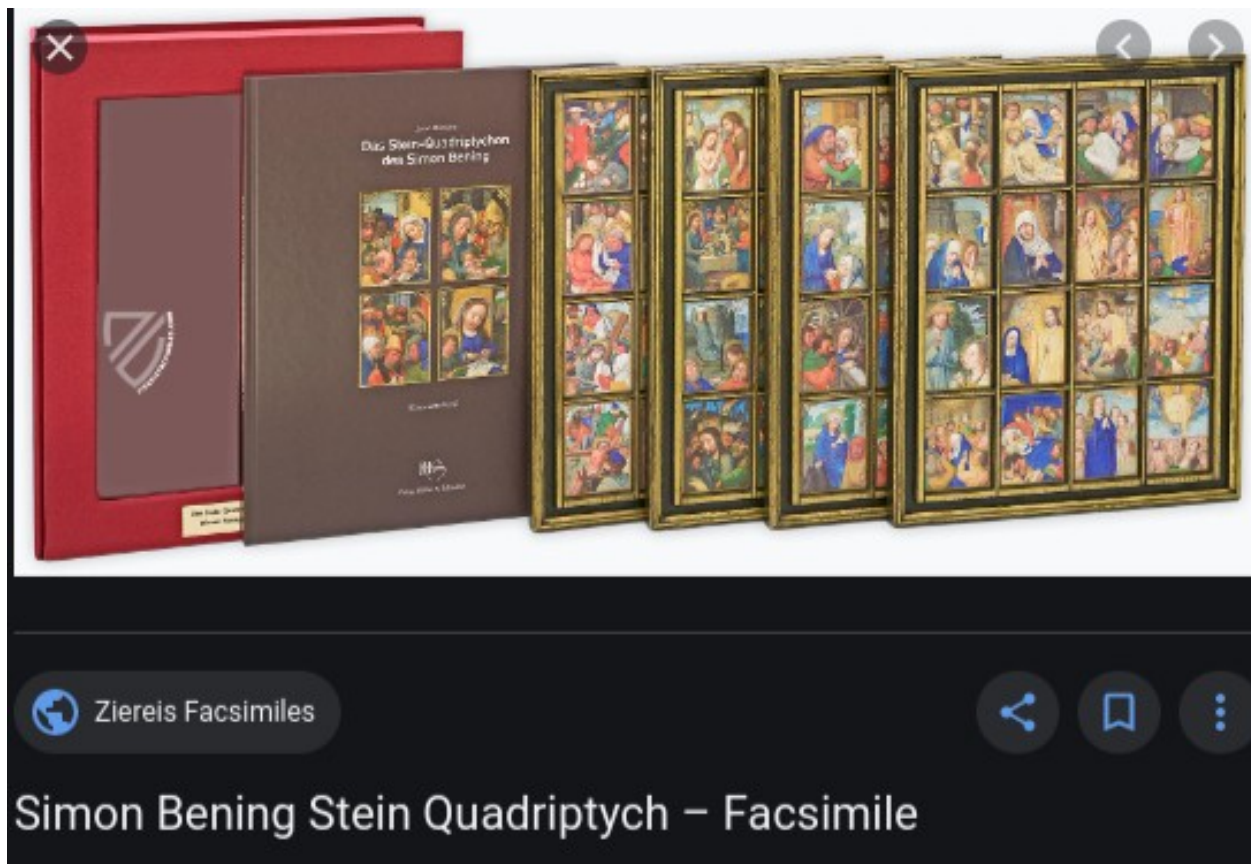 Das Stein-Quadriptychon
des Simon Bening
Ziereis Facsimiles
Simon Bening Stein Quadriptych – Facsimile